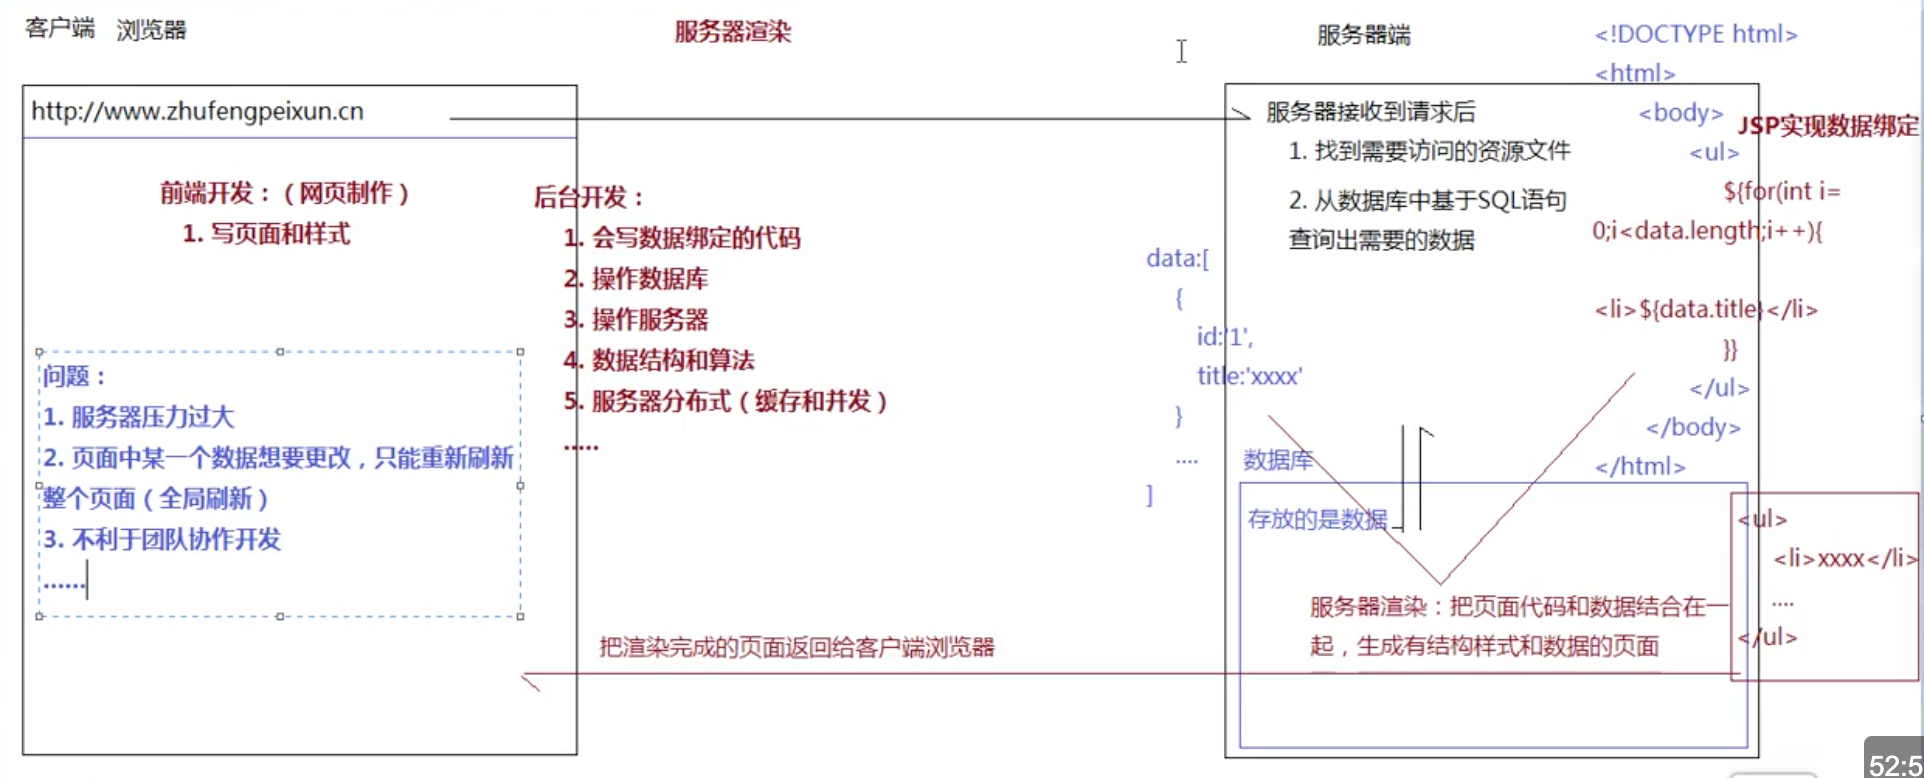 客户端 浏览器
服务器渲染
服务器端
http://www.zhufengpeixun.cn
前端开发：（网页制作）
1. 写页面和样式
问题：
1. 服务器压力过大
2. 页面中某一个数据想要更改，只能重新刷新
整个页面（全局刷新）
3. 不利于团队协作开发
......
后台开发：
1. 会写数据绑定的代码
2. 操作数据库
3. 操作服务器
4. 数据结构和算法
5. 服务器分布式（缓存和并发）
.....
把渲染完成的页面返回给客户端浏览器
data:[
{
id:'1',
title:'xxxx'
}
....
]
服务器接收到请求后
1. 找到需要访问的资源文件
2. 从数据库中基于SQL语句
查询出需要的数据
数据库
存放的是数据
服务器渲染：把页面代码和数据结合在一
起，生成有结构样式和数据的页面
<!DOCTYPE html>
<html>
<body>
<ul>
${for(int i=
0;i<data.length;i++){
<li>${data.title}</li>
}}
</ul>
</body>
</html>
JSP实现数据绑定
<ul>
<li>xxxx</li>
....
</ul>
52:5